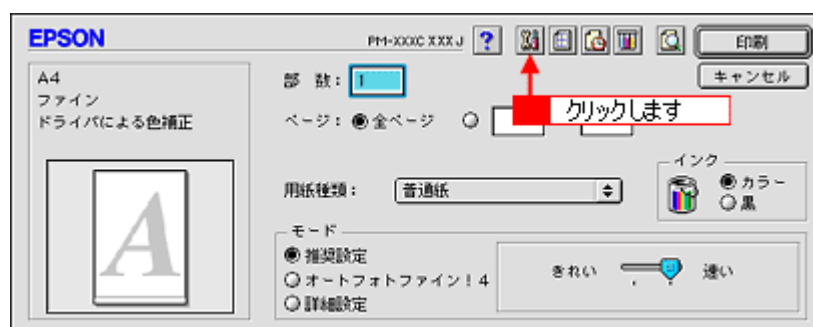 EPSON
PM-XXXC XXX J
?
印刷
キャンセル
A4
ファイン
ドライバによる色補正
部 数:
1
クリックします
ページ:
全ページ
用紙種類:
普通紙
インク
カラー
黒
モード
推奨設定
オートフォトファイン!4
詳細設定
きれい
速い
A